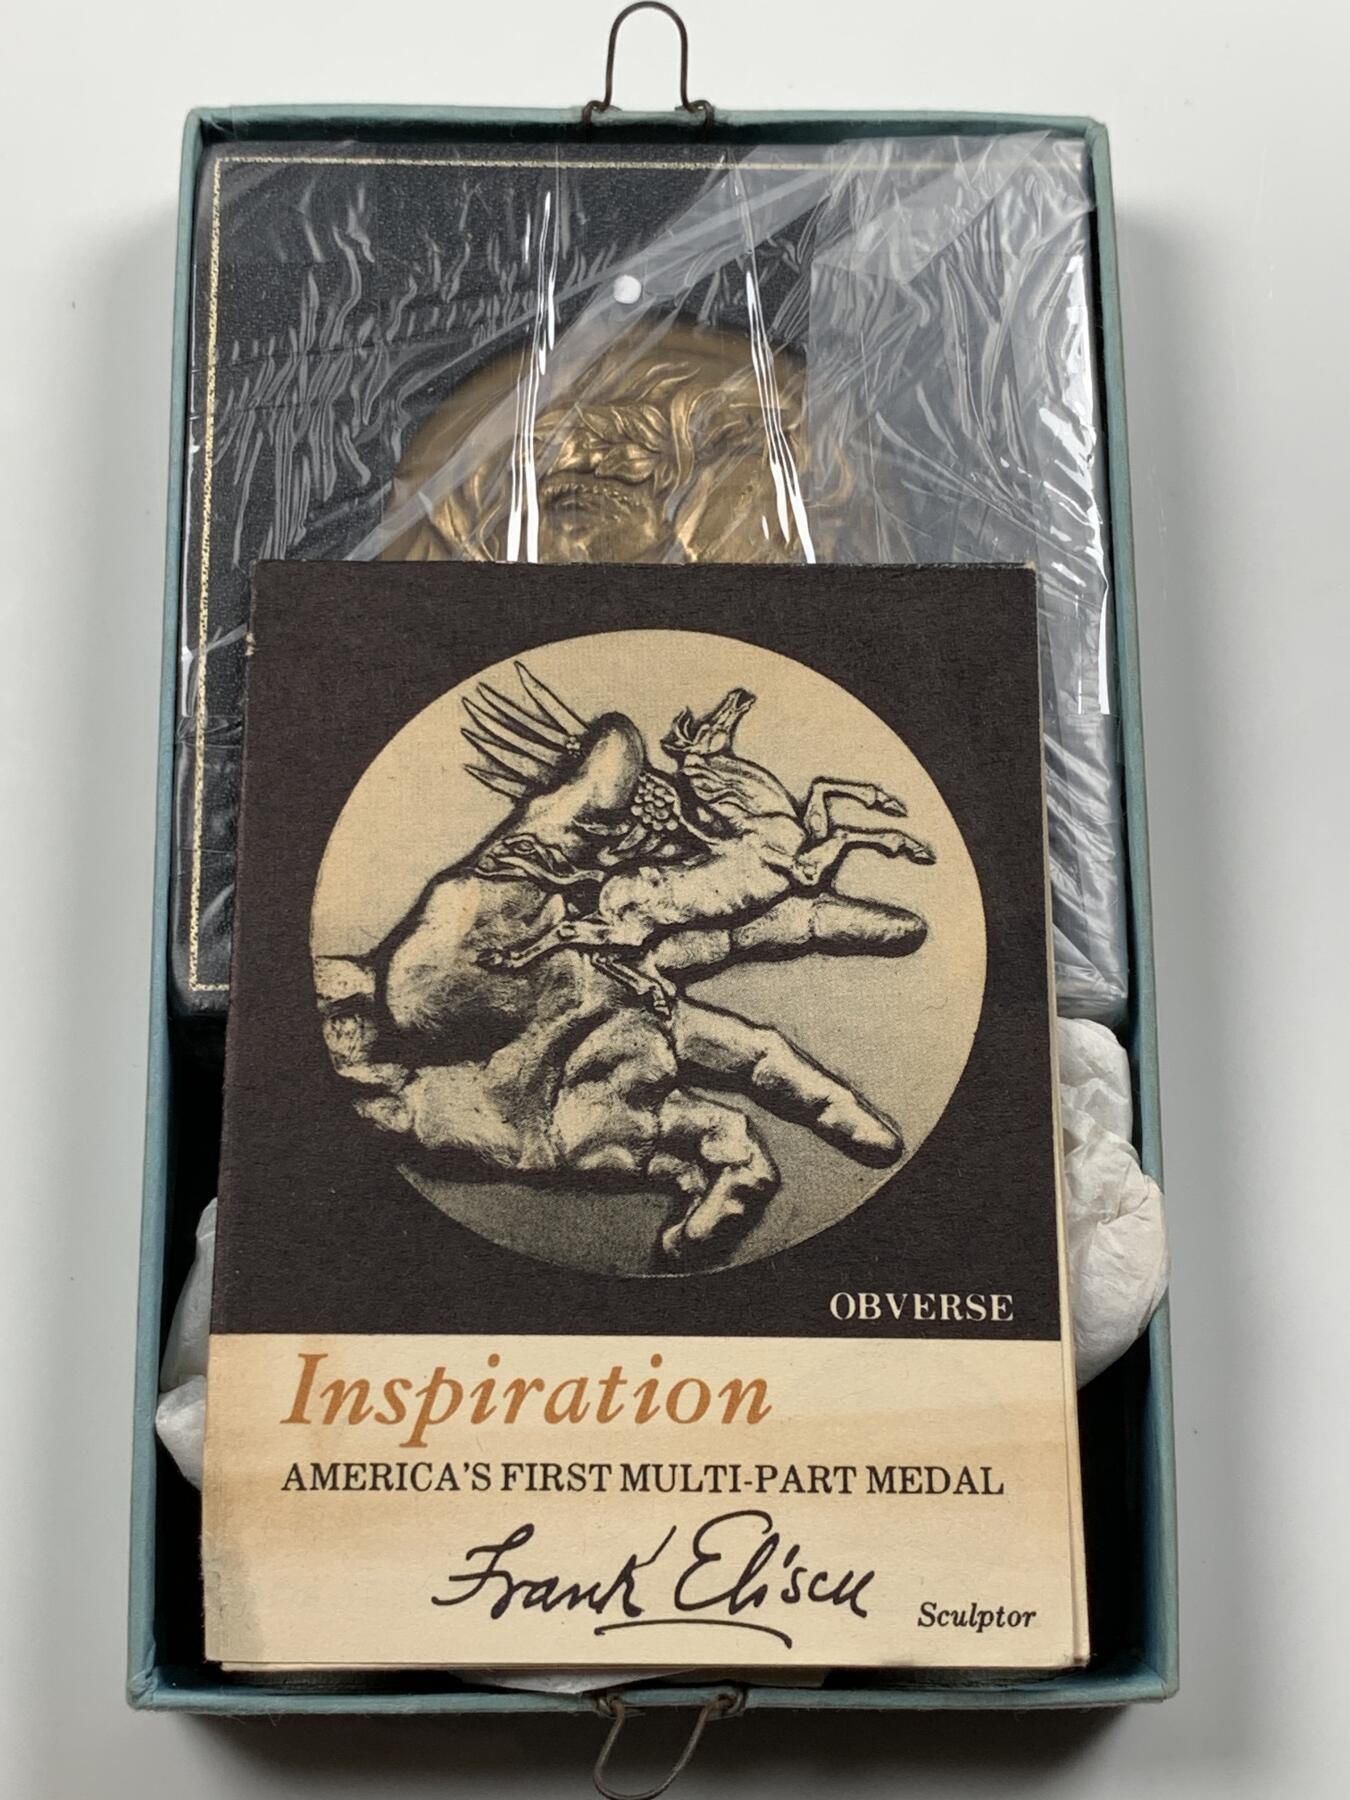 OBVERSE
Inspiration
AMERICA'S FIRST MULTI-PART MEDAL
Frank Eliscu
Sculptor